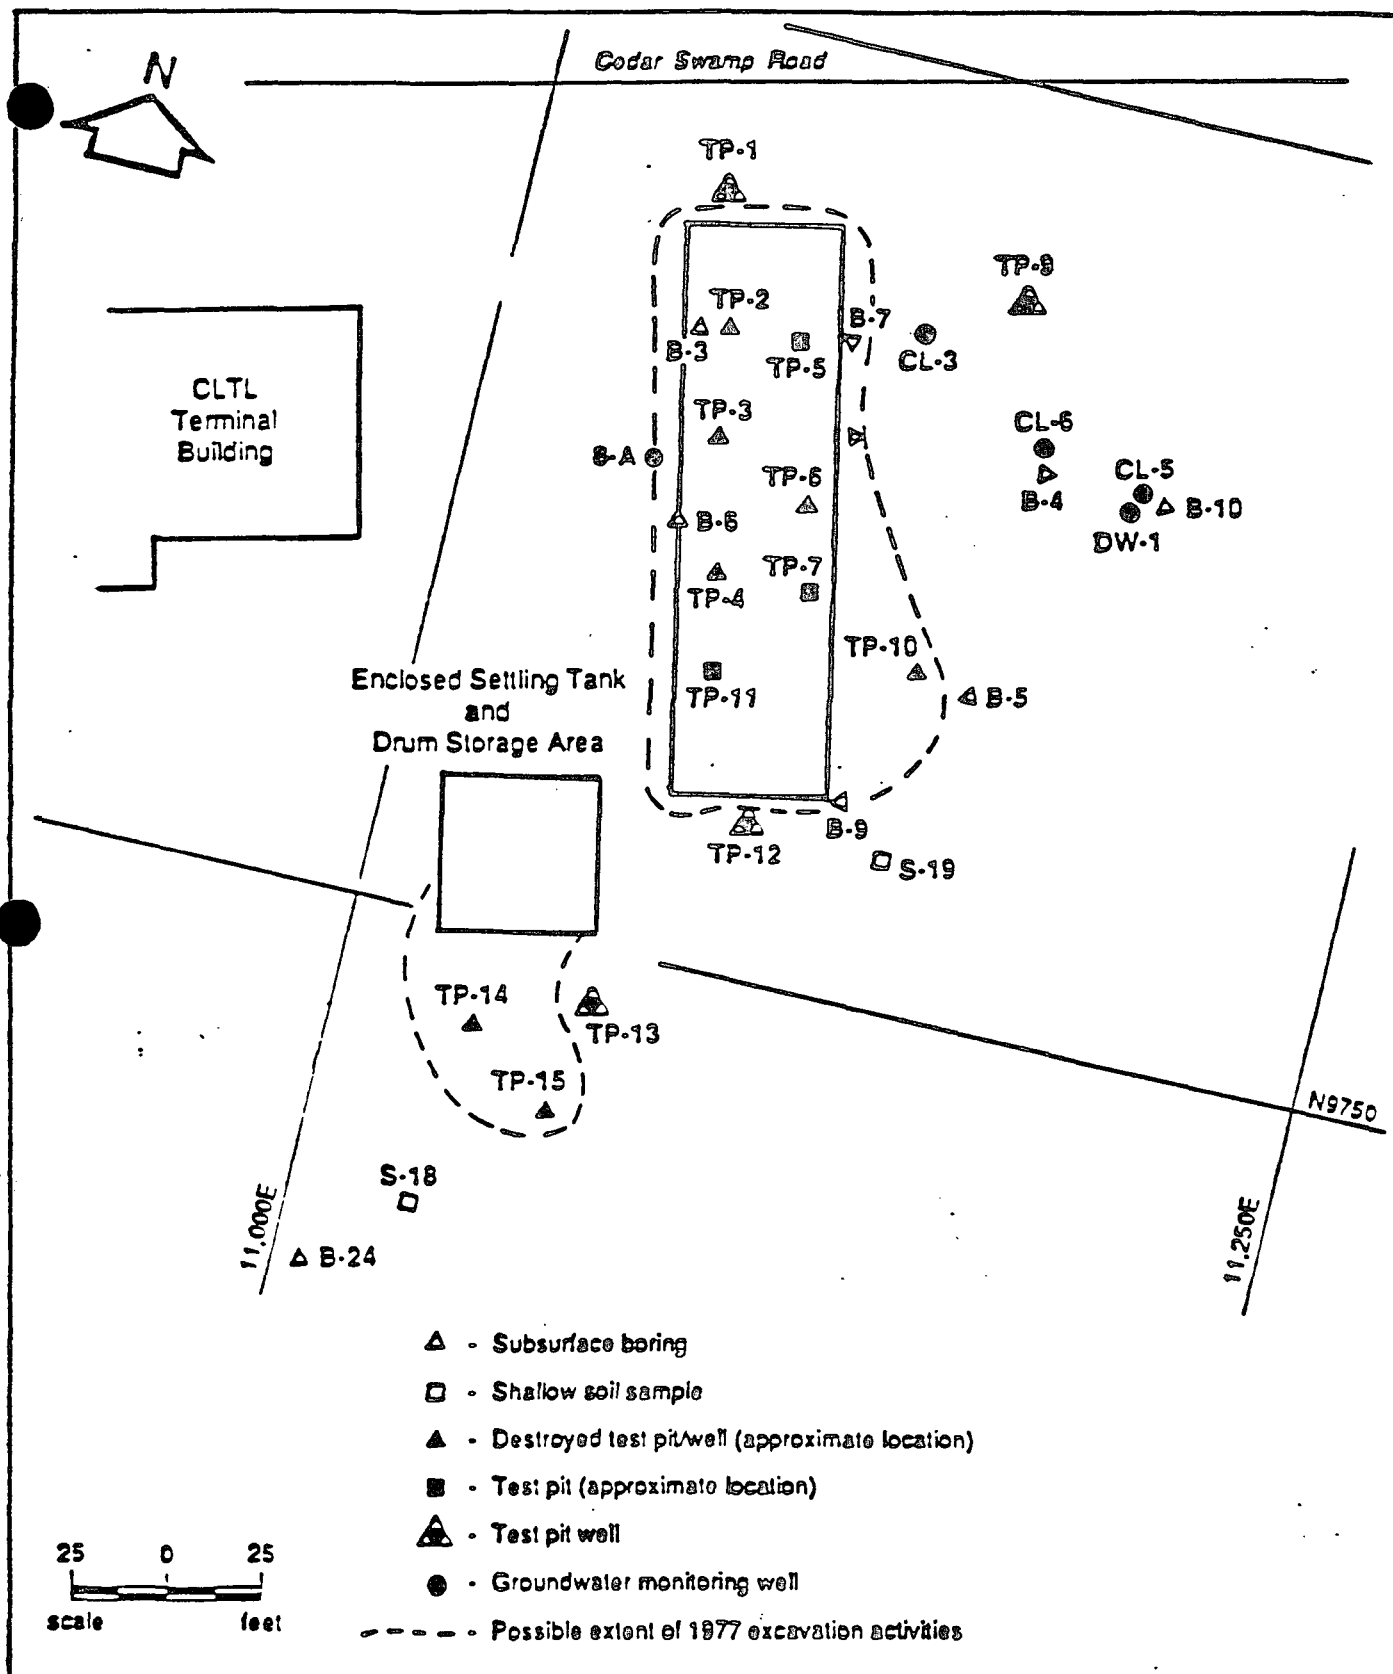 N
Codar Swamp Road
TP-1
TP-9
TP-2
B-7
B-3
TP-5
CL-3
CLTL
Terminal
Building
TP-3
CL-6
S-A
TP-6
CL-5
B-4
B-10
B-6
DW-1
TP-7
TP-4
TP-10
Enclosed Settling Tank
and
Drum Storage Area
TP-11
B-5
TP-12
B-9
S-19
TP-14
TP-13
TP-15
N9750
S-18
11,000E
11,250E
B-24
- Subsurface boring
- Shallow soil sample
- Destroyed test pit/well (approximate location)
- Test pit (approximate location)
- Test pit well
- Groundwater monitoring well
- Possible extent of 1977 excavation activities
25 0 25
scale feet